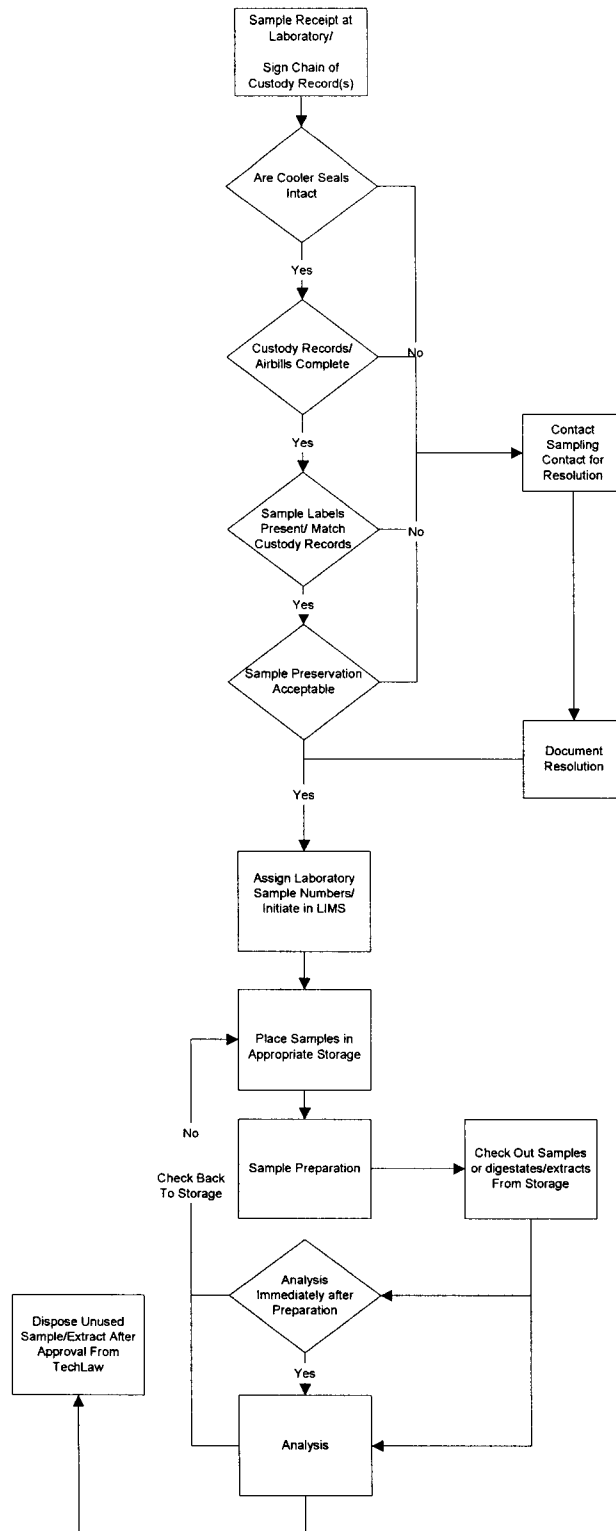 Sample Receipt at
Laboratory/
Sign Chain of
Custody Record(s)
Are Cooler Seals
Intact
Yes
Custody Records/
Airbills Complete
No
Yes
Contact
Sampling
Contact for
Resolution
Sample Labels
Present/ Match
Custody Records
No
Yes
Sample Preservation
Acceptable
Document
Resolution
Yes
Assign Laboratory
Sample Numbers/
Initiate in LIMS
Place Samples in
Appropriate Storage
No
Check Back
To Storage
Sample Preparation
Check Out Samples
or digestates/extracts
From Storage
Analysis
Immediately after
Preparation
Dispose Unused
Sample/Extract After
Approval From
TechLaw
Yes
Analysis